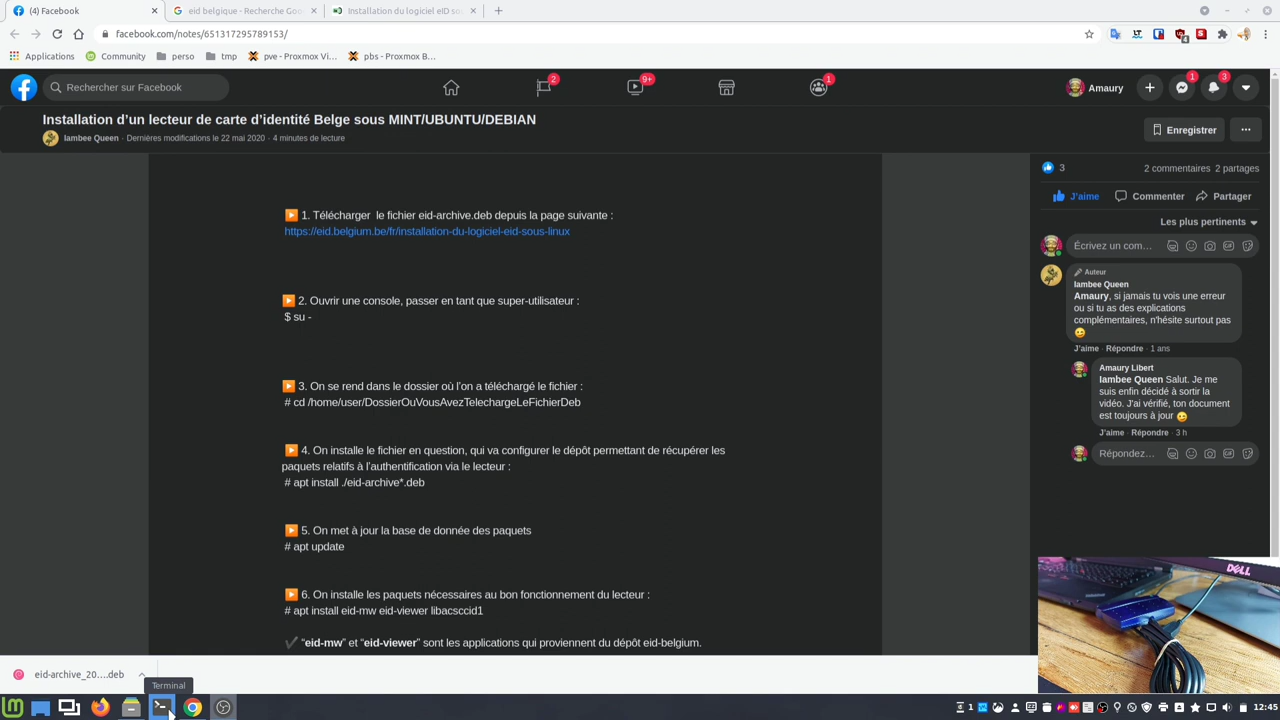 (4) Facebook
eid belgique - Recherche Goo
Installation du logiciel eID so
facebook.com/notes/651317295789153/
Applications
Community
perso
tmp
pve - Proxmox Vi...
pbs - Proxmox B...
Rechercher sur Facebook
2
9+
1
Amaury
1
3
Installation d'un lecteur de carte d'identité Belge sous MINT/UBUNTU/DEBIAN
Iambee Queen · Dernières modifications le 22 mai 2020 · 4 minutes de lecture
Enregistrer
3
2 commentaires 2 partages
J'aime
Commenter
Partager
Les plus pertinents
Écrivez un com...
Auteur
Iambee Queen
Amaury, si jamais tu vois une erreur
ou si tu as des explications
complémentaires, n'hésite surtout pas
J'aime · Répondre · 1 ans
Amaury Libert
Iambee Queen Salut. Je me
suis enfin décidé à sortir la
vidéo. J'ai vérifié, ton document
est toujours à jour
J'aime · Répondre · 3 h
Répondez...
1. Télécharger le fichier eid-archive.deb depuis la page suivante :
https://eid.belgium.be/fr/installation-du-logiciel-eid-sous-linux
2. Ouvrir une console, passer en tant que super-utilisateur :
$ su -
3. On se rend dans le dossier où l'on a téléchargé le fichier :
# cd /home/user/DossierOuVousAvezTelechargeLeFichierDeb
4. On installe le fichier en question, qui va configurer le dépôt permettant de récupérer les
paquets relatifs à l'authentification via le lecteur :
# apt install ./eid-archive*.deb
5. On met à jour la base de donnée des paquets
# apt update
6. On installe les paquets nécessaires au bon fonctionnement du lecteur :
# apt install eid-mw eid-viewer libacsccid1
"eid-mw" et "eid-viewer" sont les applications qui proviennent du dépôt eid-belgium.
DELL
eid-archive_20....deb
Terminal
1
12:45